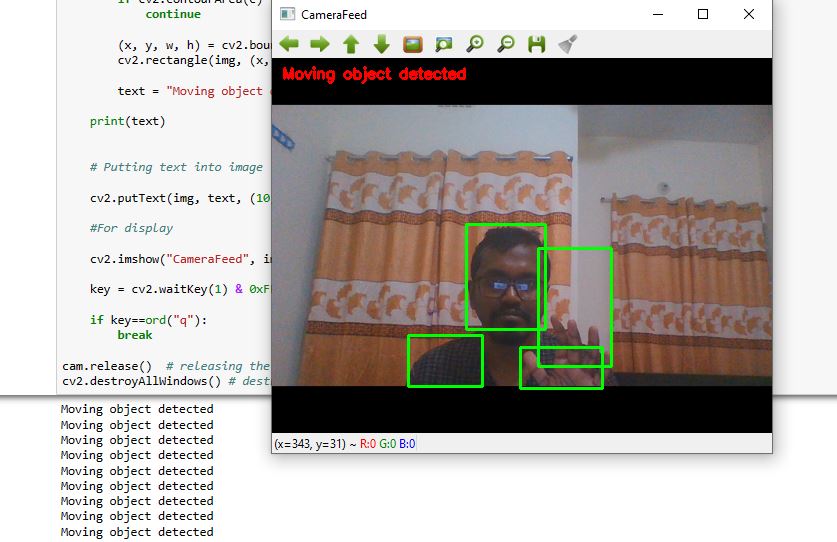 if cv2.contourArea(c)
continue
(x, y, w, h) = cv2.bou
cv2.rectangle(img, (x,
text = "Moving object
print(text)
# Putting text into image
cv2.putText(img, text, (10
#For display
cv2.imshow("CameraFeed", i
key = cv2.waitKey(1) & 0xF
if key==ord("q"):
break
cam.release() # releasing the
cv2.destroyAllWindows() # dest
CameraFeed
Moving object detected
(x=343, y=31) ~ R:0 G:0 B:0
Moving object detected
Moving object detected
Moving object detected
Moving object detected
Moving object detected
Moving object detected
Moving object detected
Moving object detected
Moving object detected